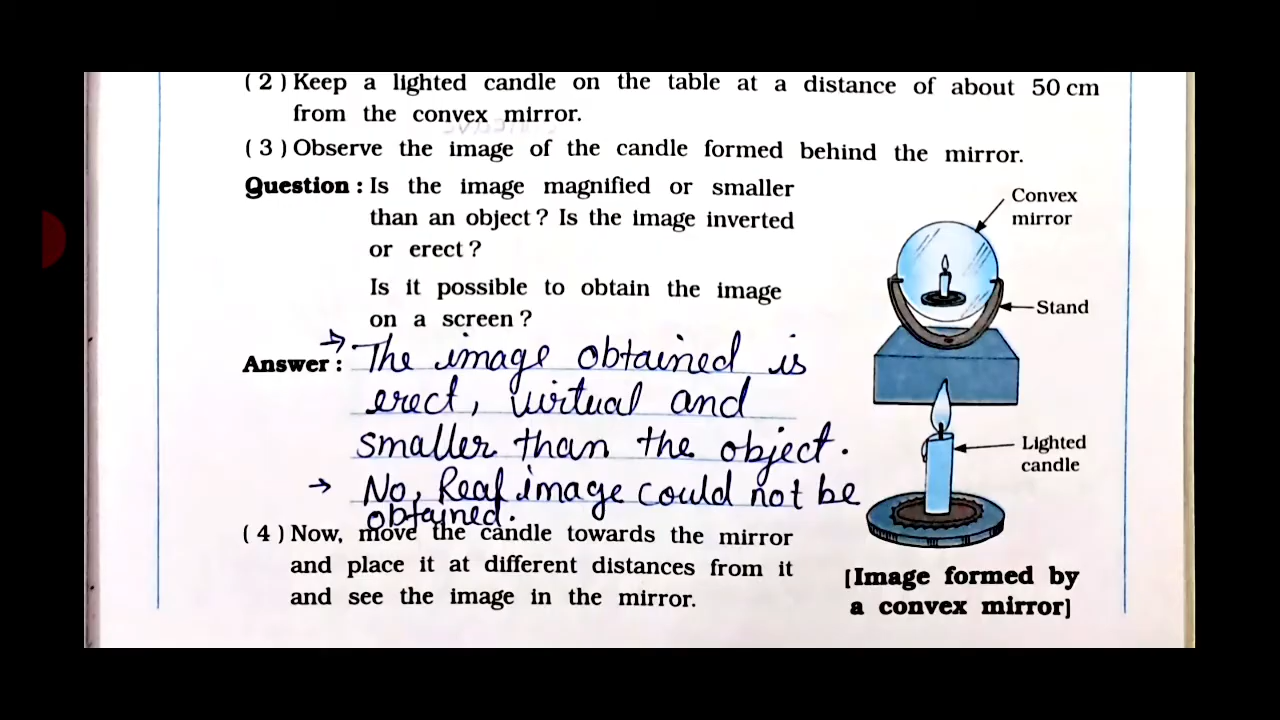 ( 2 ) Keep a lighted candle on the table at a distance of about 50 cm
from the convex mirror.
( 3 ) Observe the image of the candle formed behind the mirror.
Question : Is the image magnified or smaller
than an object ? Is the image inverted
or erect ?
Is it possible to obtain the image
on a screen ?
Answer : → The image obtained is
erect, virtual and
smaller than the object.
→ No, Real image could not be
obtained.
( 4 ) Now, move the candle towards the mirror
and place it at different distances from it
and see the image in the mirror.
Convex
mirror
Stand
Lighted
candle
[Image formed by
a convex mirror]